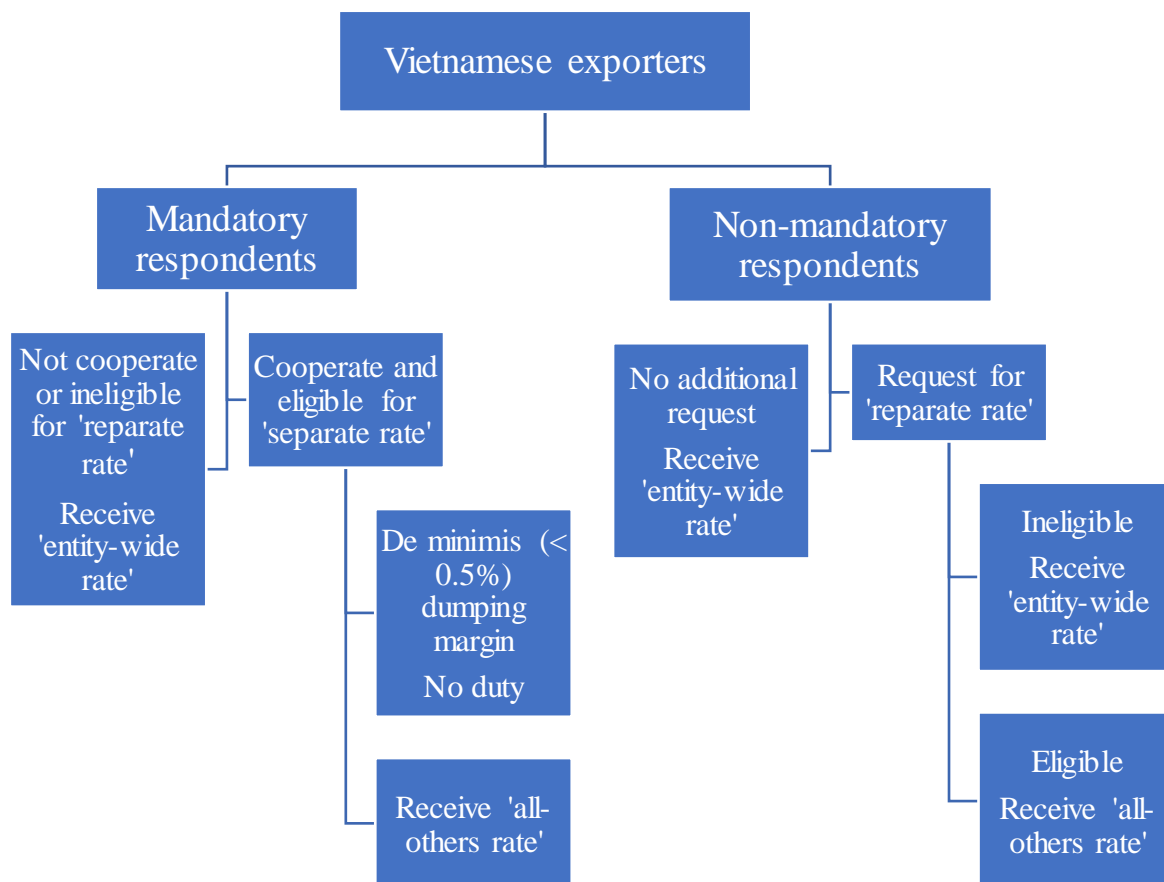 Vietnamese exporters
Mandatory
respondents
Non-mandatory
respondents
Not cooperate
or ineligible
for 'reparate
rate'
Receive
'entity-wide
rate'
Cooperate and
eligible for
'separate rate'
De minimis (<
0.5%)
dumping
margin
No duty
Receive 'all-
others rate'
No additional
request
Receive
'entity-wide
rate'
Request for
'reparate rate'
Ineligible
Receive
'entity-wide
rate'
Eligible
Receive 'all-
others rate'